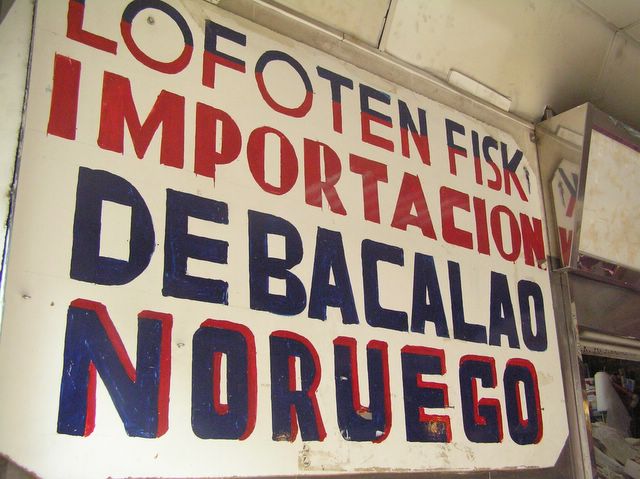 LOFOTEN FISK
IMPORTACION
DE BACALAO
NORUEGO